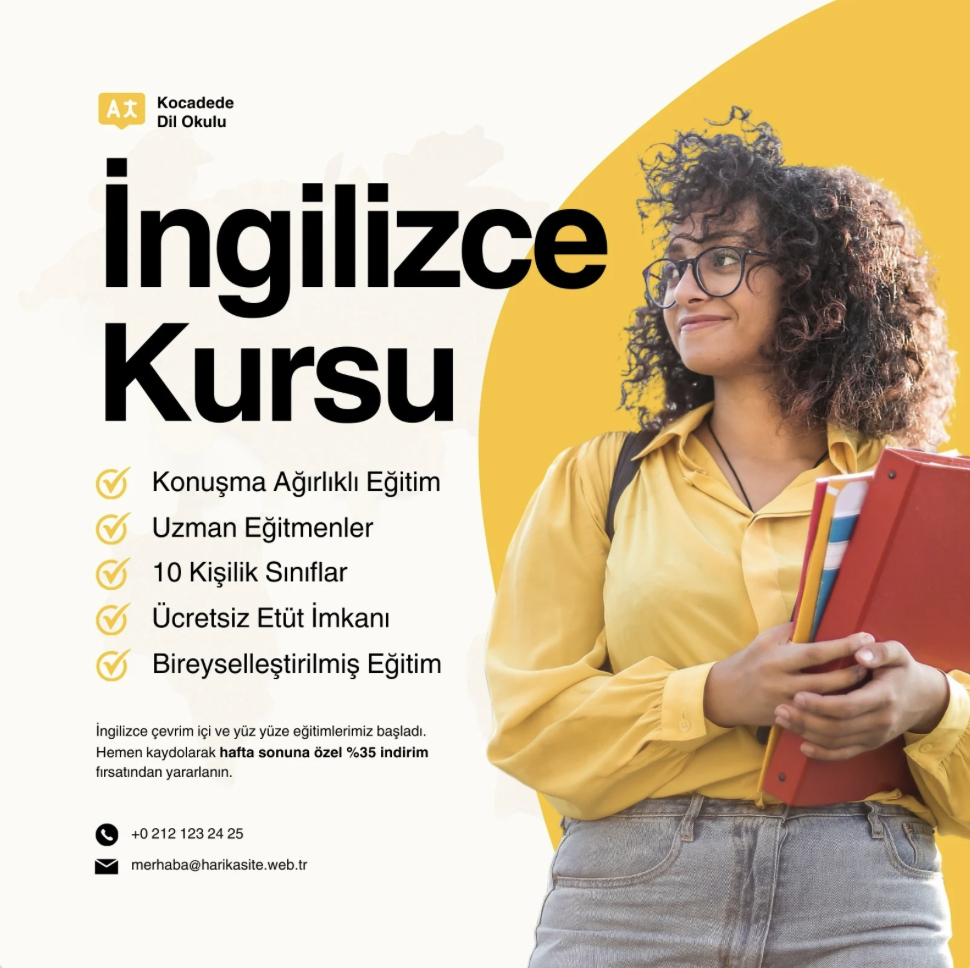 Kocadede
Dil Okulu
İngilizce
Kursu
Konuşma Ağırlıklı Eğitim
Uzman Eğitmenler
10 Kişilik Sınıflar
Ücretsiz Etüt İmkanı
Bireyselleştirilmiş Eğitim
İngilizce çevrim içi ve yüz yüze eğitimlerimiz başladı.
Hemen kaydolarak hafta sonuna özel %35 indirim
fırsatından yararlanın.
+0 212 123 24 25
merhaba@harikasite.web.tr